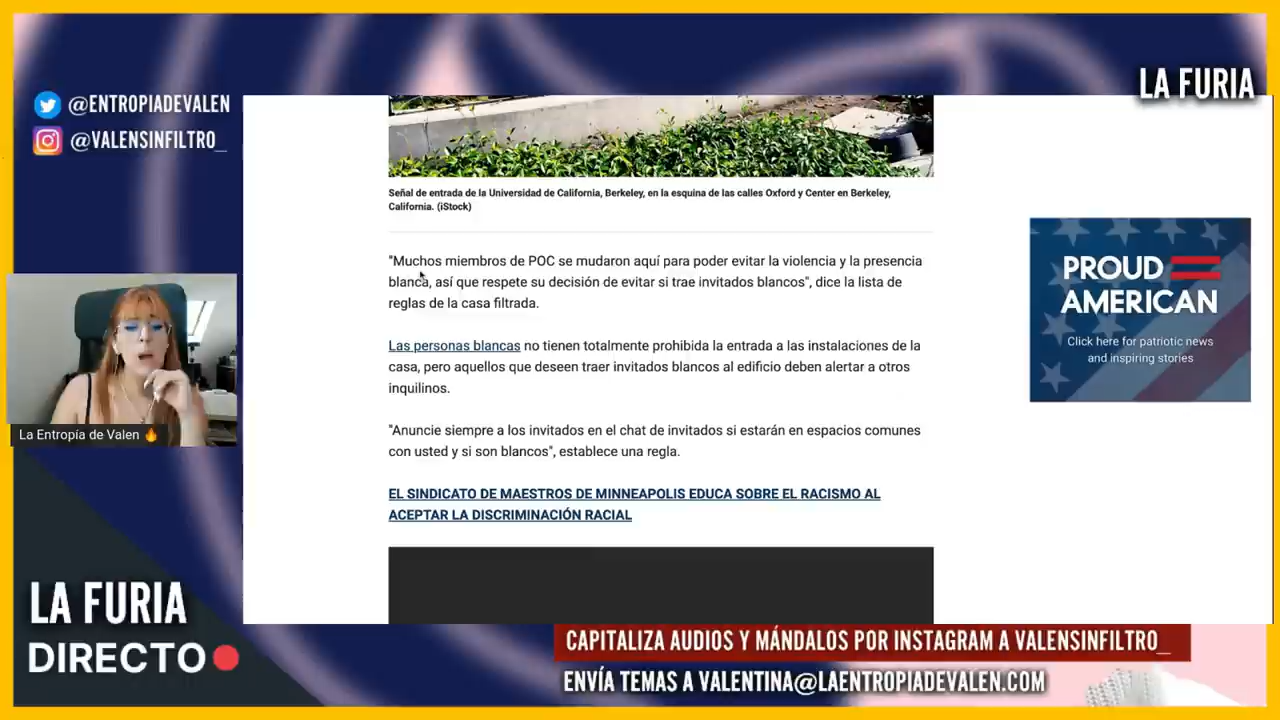 @ENTROPIADEVALEN
@VALENSINFILTRO_
LA FURIA
Señal de entrada de la Universidad de California, Berkeley, en la esquina de las calles Oxford y Center en Berkeley,
California. (iStock)
"Muchos miembros de POC se mudaron aquí para poder evitar la violencia y la presencia
blanca, así que respete su decisión de evitar si trae invitados blancos", dice la lista de
reglas de la casa filtrada.
Las personas blancas no tienen totalmente prohibida la entrada a las instalaciones de la
casa, pero aquellos que deseen traer invitados blancos al edificio deben alertar a otros
inquilinos.
"Anuncie siempre a los invitados en el chat de invitados si estarán en espacios comunes
con usted y si son blancos", establece una regla.
EL SINDICATO DE MAESTROS DE MINNEAPOLIS EDUCA SOBRE EL RACISMO AL
ACEPTAR LA DISCRIMINACIÓN RACIAL
PROUD
AMERICAN
Click here for patriotic news
and inspiring stories
La Entropía de Valen 🔥
LA FURIA
DIRECTO
CAPITALIZA AUDIOS Y MÁNDALOS POR INSTAGRAM A VALENSINFILTRO_
ENVÍA TEMAS A VALENTINA@LAENTROPIADEVALEN.COM